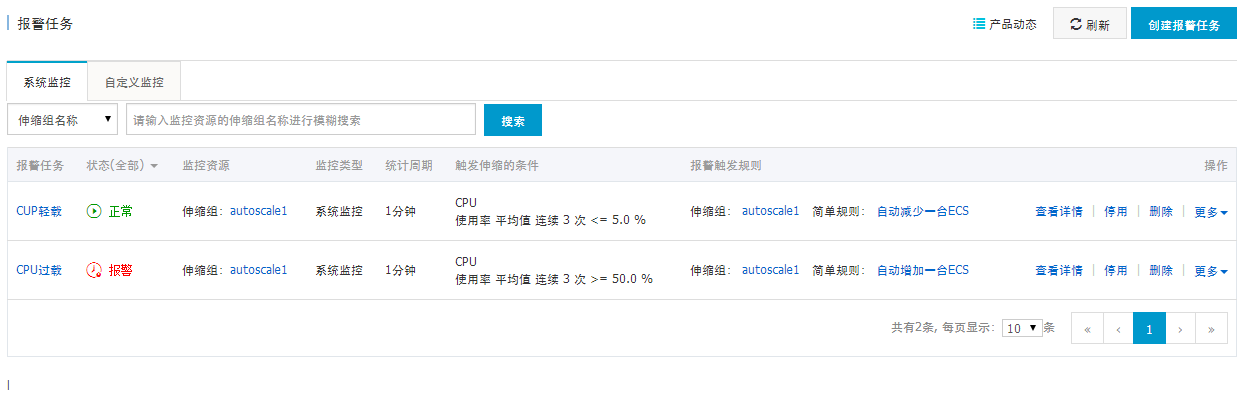 报警任务
产品动态 刷新 创建报警任务
系统监控 自定义监控
伸缩组名称 请输入监控资源的伸缩组名称进行模糊搜索 搜索
报警任务 状态(全部) 监控资源 监控类型 统计周期 触发伸缩的条件 报警触发规则 操作
CUP轻载 正常 伸缩组: autoscale1 系统监控 1分钟 CPU
使用率 平均值 连续 3 次 <= 5.0 % 伸缩组: autoscale1 简单规则: 自动减少一台ECS 查看详情 停用 删除 更多
CPU过载 报警 伸缩组: autoscale1 系统监控 1分钟 CPU
使用率 平均值 连续 3 次 >= 50.0 % 伸缩组: autoscale1 简单规则: 自动增加一台ECS 查看详情 停用 删除 更多
共有2条, 每页显示: 10 条 « ‹ 1 › »